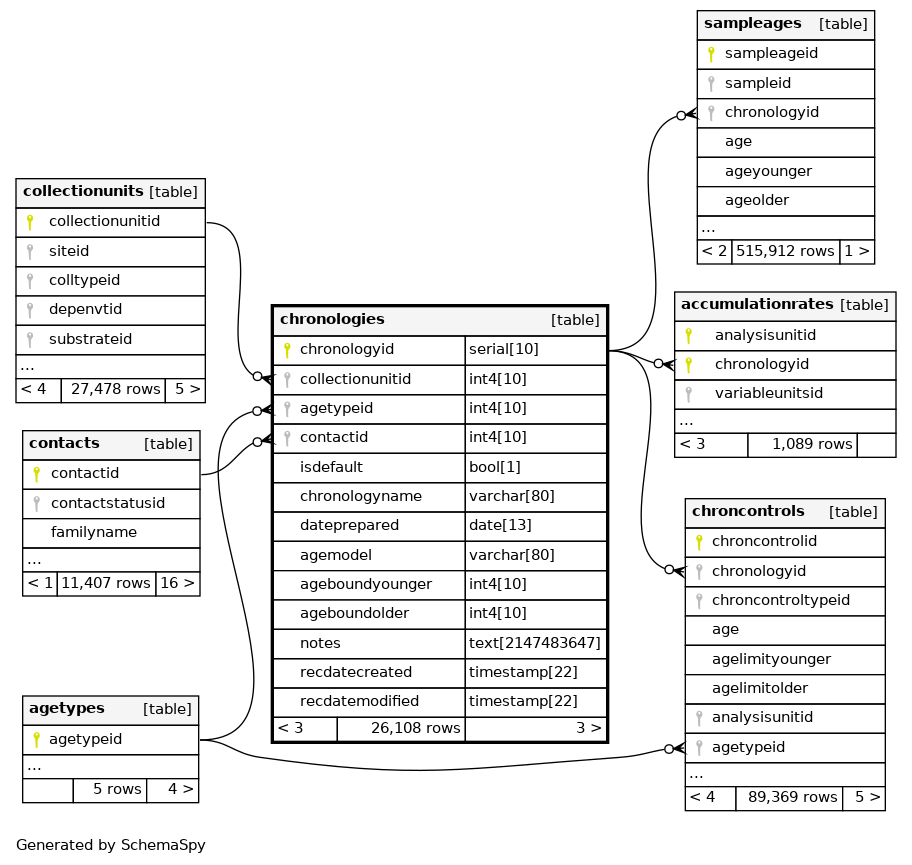 sampleages [table]
sampleageid
sampleid
chronologyid
age
ageyounger
ageolder
...
< 2 515,912 rows 1 >
collectionunits [table]
collectionunitid
siteid
colltypeid
depenvtid
substrateid
...
< 4 27,478 rows 5 >
accumulationrates [table]
analysisunitid
chronologyid
variableunitsid
...
< 3 1,089 rows
chronologies [table]
chronologyid serial[10]
collectionunitid int4[10]
agetypeid int4[10]
contactid int4[10]
isdefault bool[1]
chronologyname varchar[80]
dateprepared date[13]
agemodel varchar[80]
ageboundyounger int4[10]
ageboundolder int4[10]
notes text[2147483647]
recdatecreated timestamp[22]
recdatemodified timestamp[22]
< 3 26,108 rows 3 >
contacts [table]
contactid
contactstatusid
familyname
...
< 1 11,407 rows 16 >
chroncontrols [table]
chroncontrolid
chronologyid
chroncontroltypeid
age
agelimityounger
agelimitolder
analysisunitid
agetypeid
...
< 4 89,369 rows 5 >
agetypes [table]
agetypeid
...
5 rows 4 >
Generated by SchemaSpy